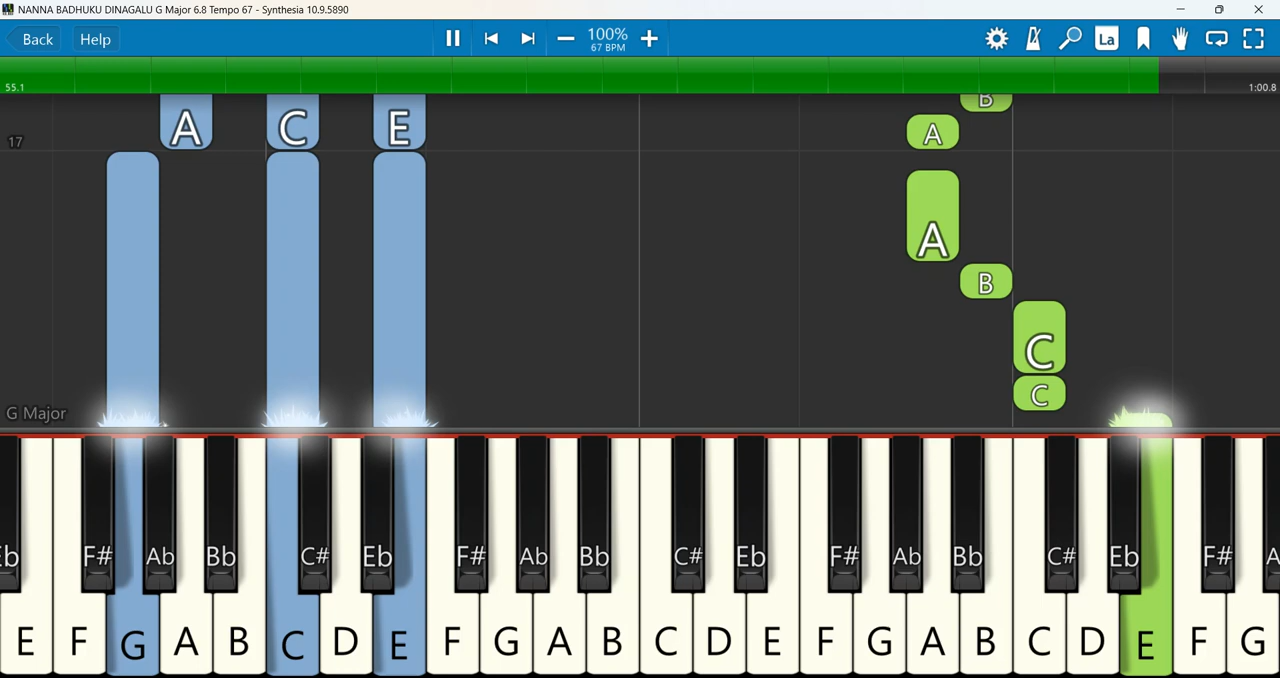 NANNA BADHUKU DINAGALU G Major 6.8 Tempo 67 - Synthesia 10.9.5890
Back Help 100% La
67 BPM
55.1 1:00.8
B
A C E A
17
A
B
C
C
G Major
Eb F# Ab Bb C# Eb F# Ab Bb C# Eb F# Ab Bb C# Eb F# A
E F G A B C D E F G A B C D E F G A B C D E F G